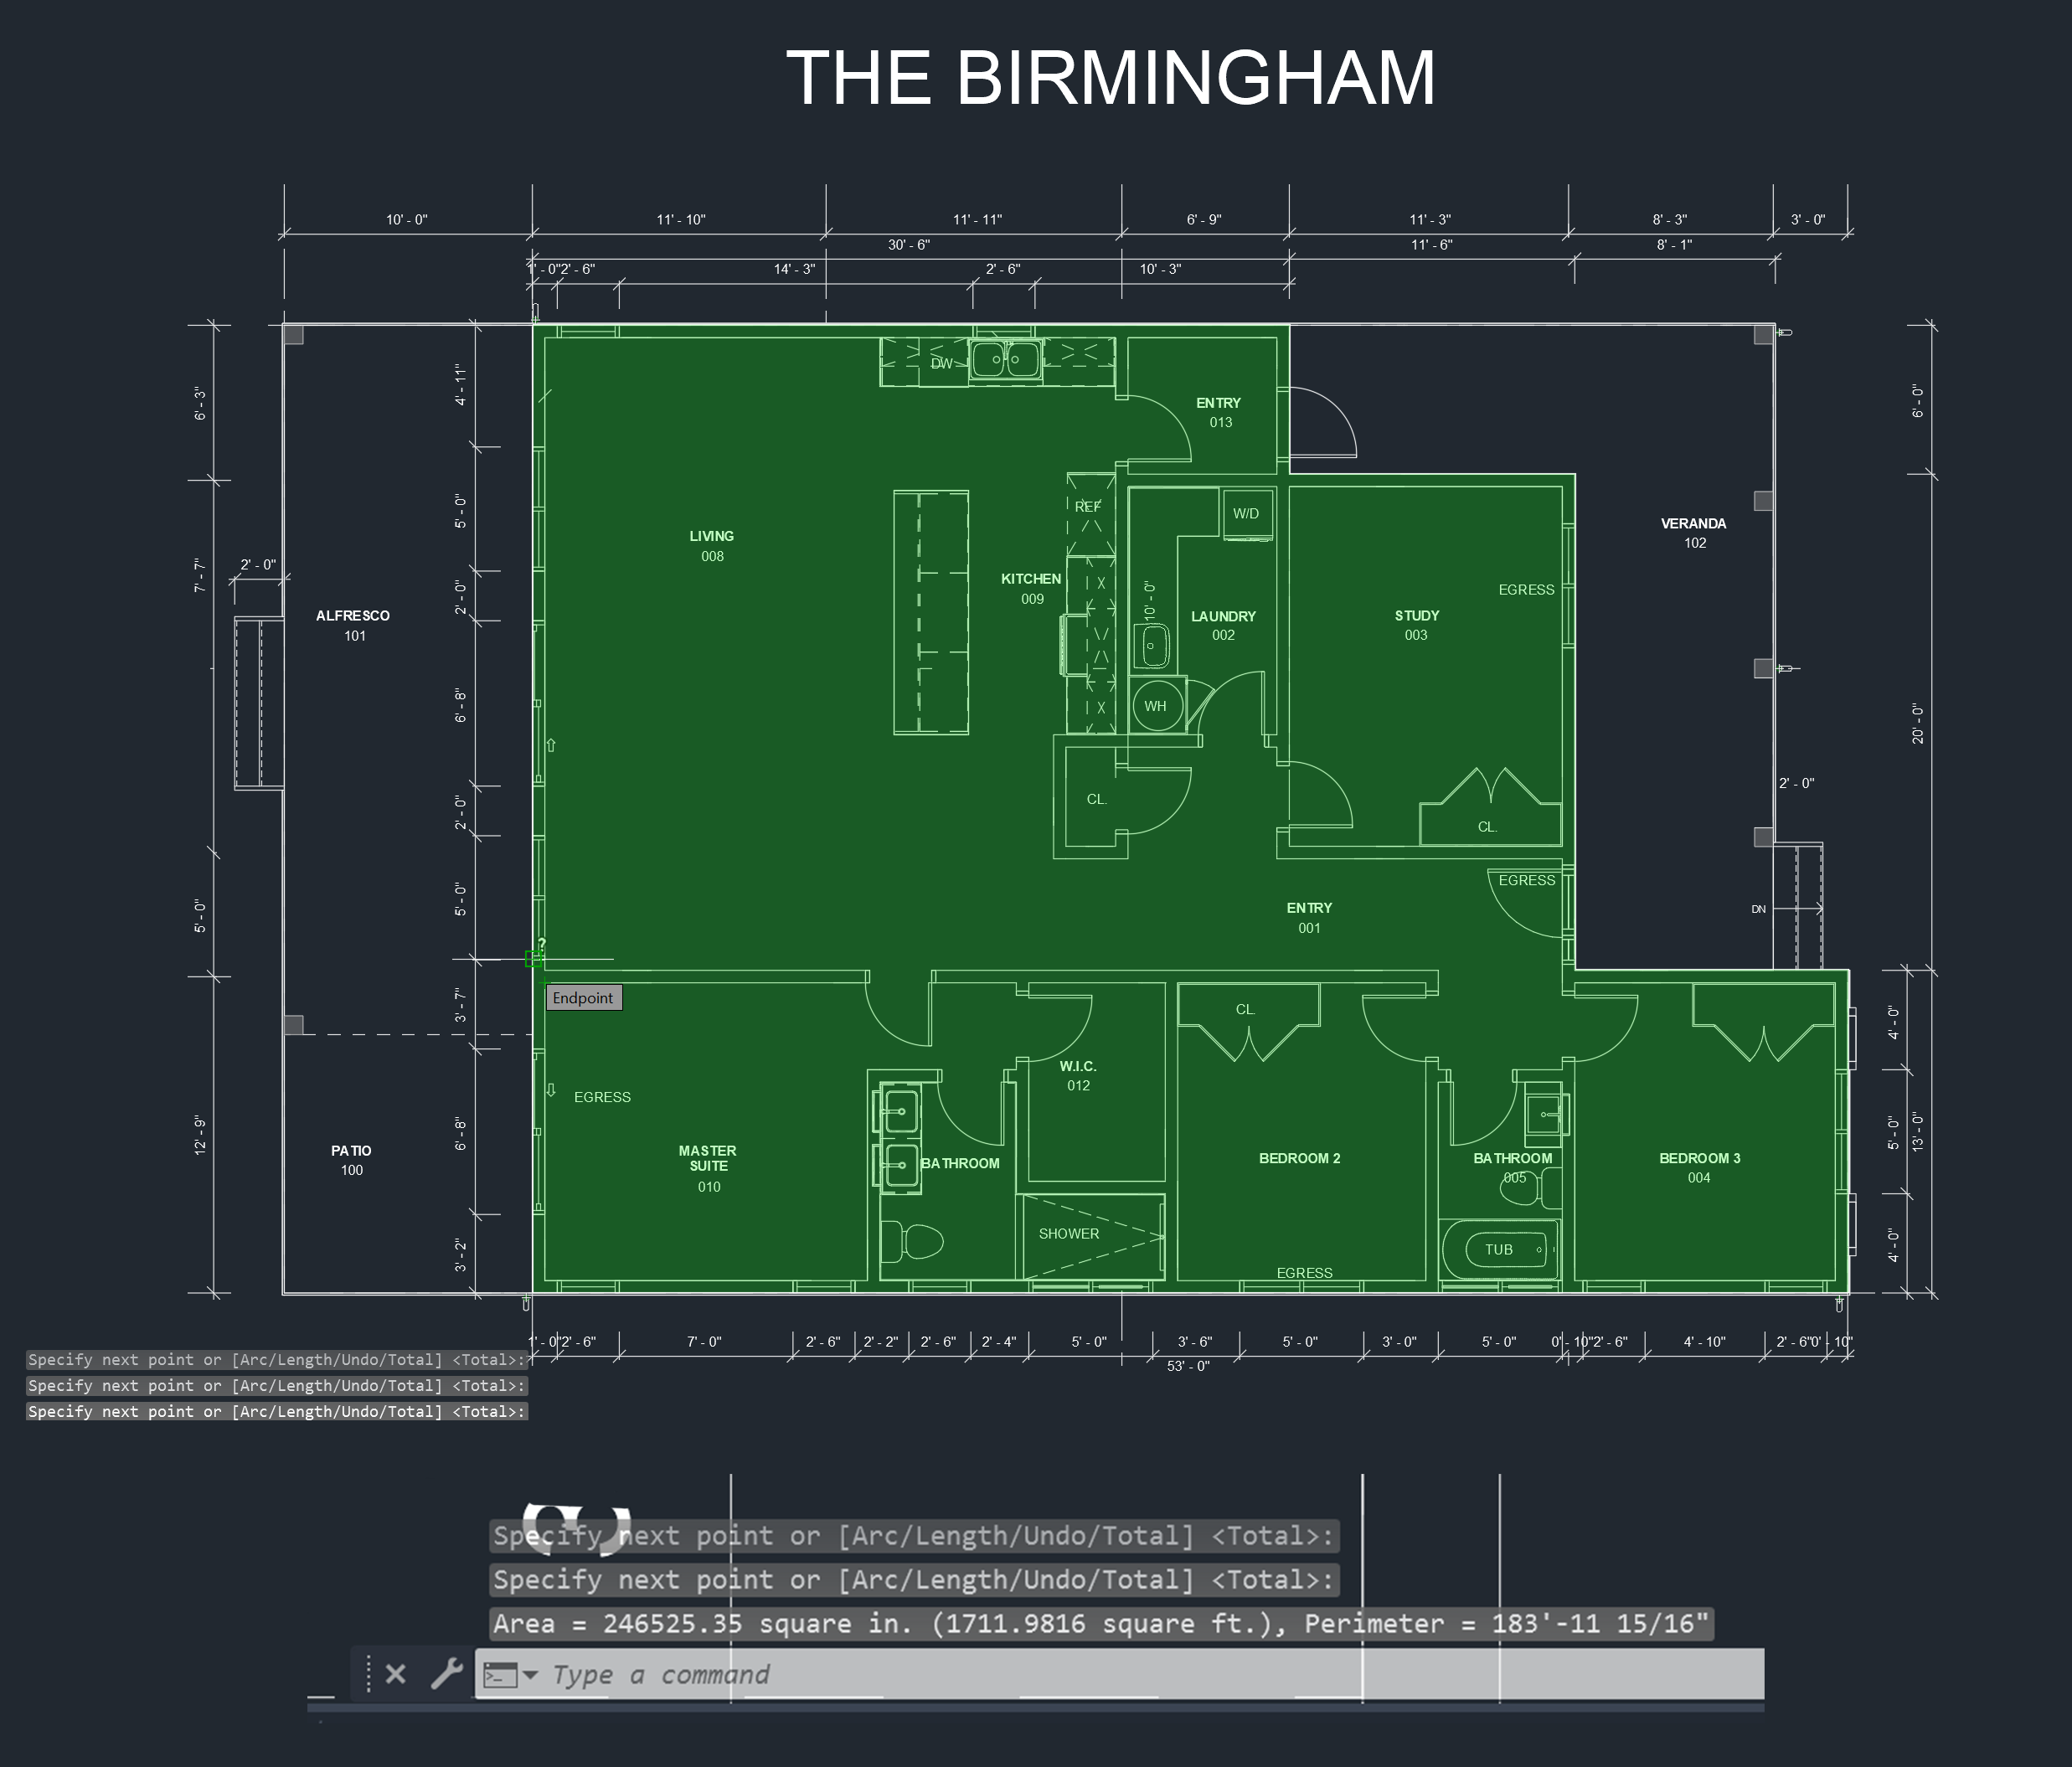 THE BIRMINGHAM
10' - 0"
11' - 10"
11' - 11"
6' - 9"
11' - 3"
8' - 3"
3' - 0"
30' - 6"
11' - 6"
8' - 1"
1' - 0"
2' - 6"
14' - 3"
2' - 6"
10' - 3"
6' - 3"
7' - 7"
5' - 0"
12' - 9"
2' - 0"
4' - 11"
5' - 0"
2' - 0"
6' - 8"
2' - 0"
5' - 0"
3' - 7"
6' - 8"
3' - 2"
DW
ENTRY
013
REF
W/D
LIVING
008
KITCHEN
009
10' - 0"
LAUNDRY
002
WH
CL.
EGRESS
STUDY
003
CL.
VERANDA
102
ALFRESCO
101
6' - 0"
20' - 0"
2' - 0"
EGRESS
ENTRY
001
DN
?
Endpoint
CL.
W.I.C.
012
EGRESS
MASTER
SUITE
010
BATHROOM
SHOWER
BEDROOM 2
EGRESS
BATHROOM
005
TUB
BEDROOM 3
004
PATIO
100
4' - 0"
5' - 0"
4' - 0"
13' - 0"
1' - 0"
2' - 6"
7' - 0"
2' - 6"
2' - 2"
2' - 6"
2' - 4"
5' - 0"
3' - 6"
5' - 0"
3' - 0"
5' - 0"
0' - 10"
2' - 6"
4' - 10"
2' - 6"
0' - 10"
53' - 0"
Specify next point or [Arc/Length/Undo/Total] <Total>:
Specify next point or [Arc/Length/Undo/Total] <Total>:
Specify next point or [Arc/Length/Undo/Total] <Total>:
Specify next point or [Arc/Length/Undo/Total] <Total>:
Specify next point or [Arc/Length/Undo/Total] <Total>:
Area = 246525.35 square in. (1711.9816 square ft.), Perimeter = 183'-11 15/16"
Type a command